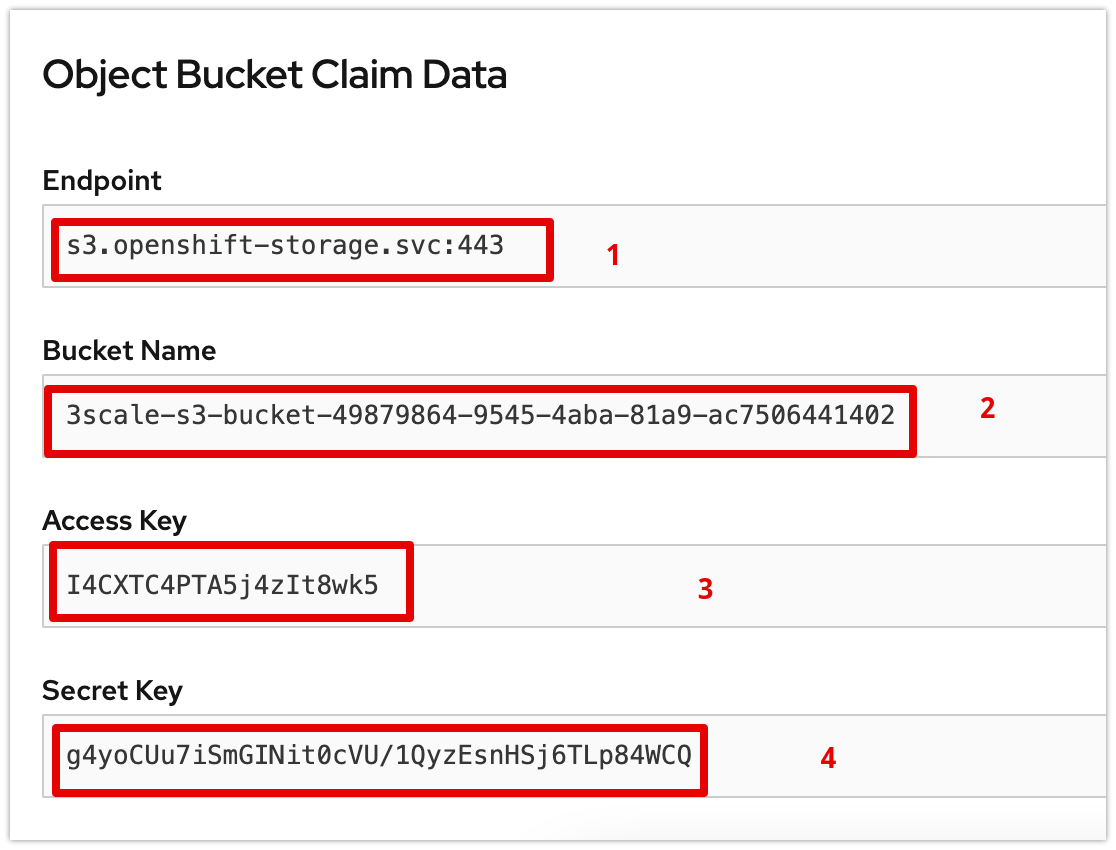 Object Bucket Claim Data
Endpoint
s3.openshift-storage.svc:443
1
Bucket Name
3scale-s3-bucket-49879864-9545-4aba-81a9-ac7506441402
2
Access Key
I4CXTC4PTA5j4zIt8wk5
3
Secret Key
g4yoCUu7iSmGINit0cVU/1QyzEsnHSj6TLp84WCQ
4